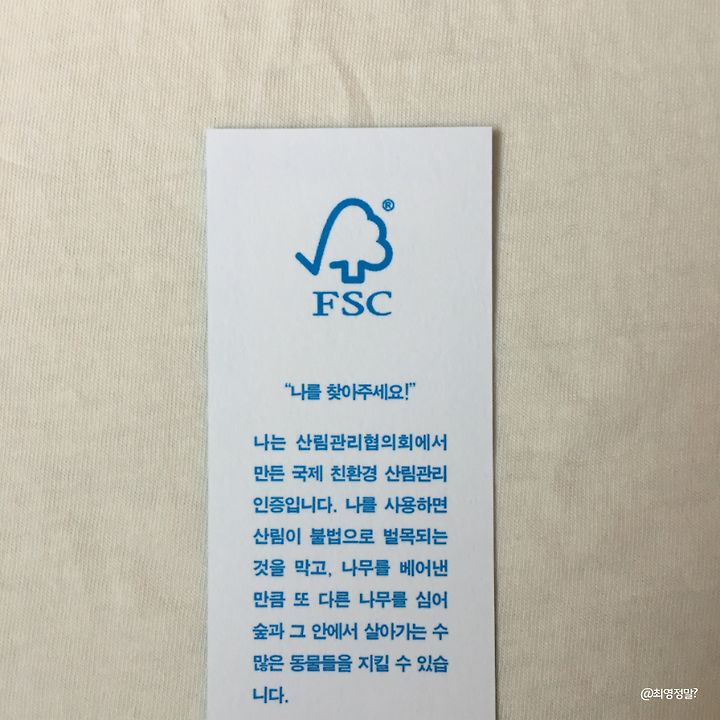 ®
FSC
“나를 찾아주세요!”
나는 산림관리협의회에서
만든 국제 친환경 산림관리
인증입니다. 나를 사용하면
산림이 불법으로 벌목되는
것을 막고, 나무를 베어낸
만큼 또 다른 나무를 심어
숲과 그 안에서 살아가는 수
많은 동물들을 지킬 수 있습
니다.
@최영정말?